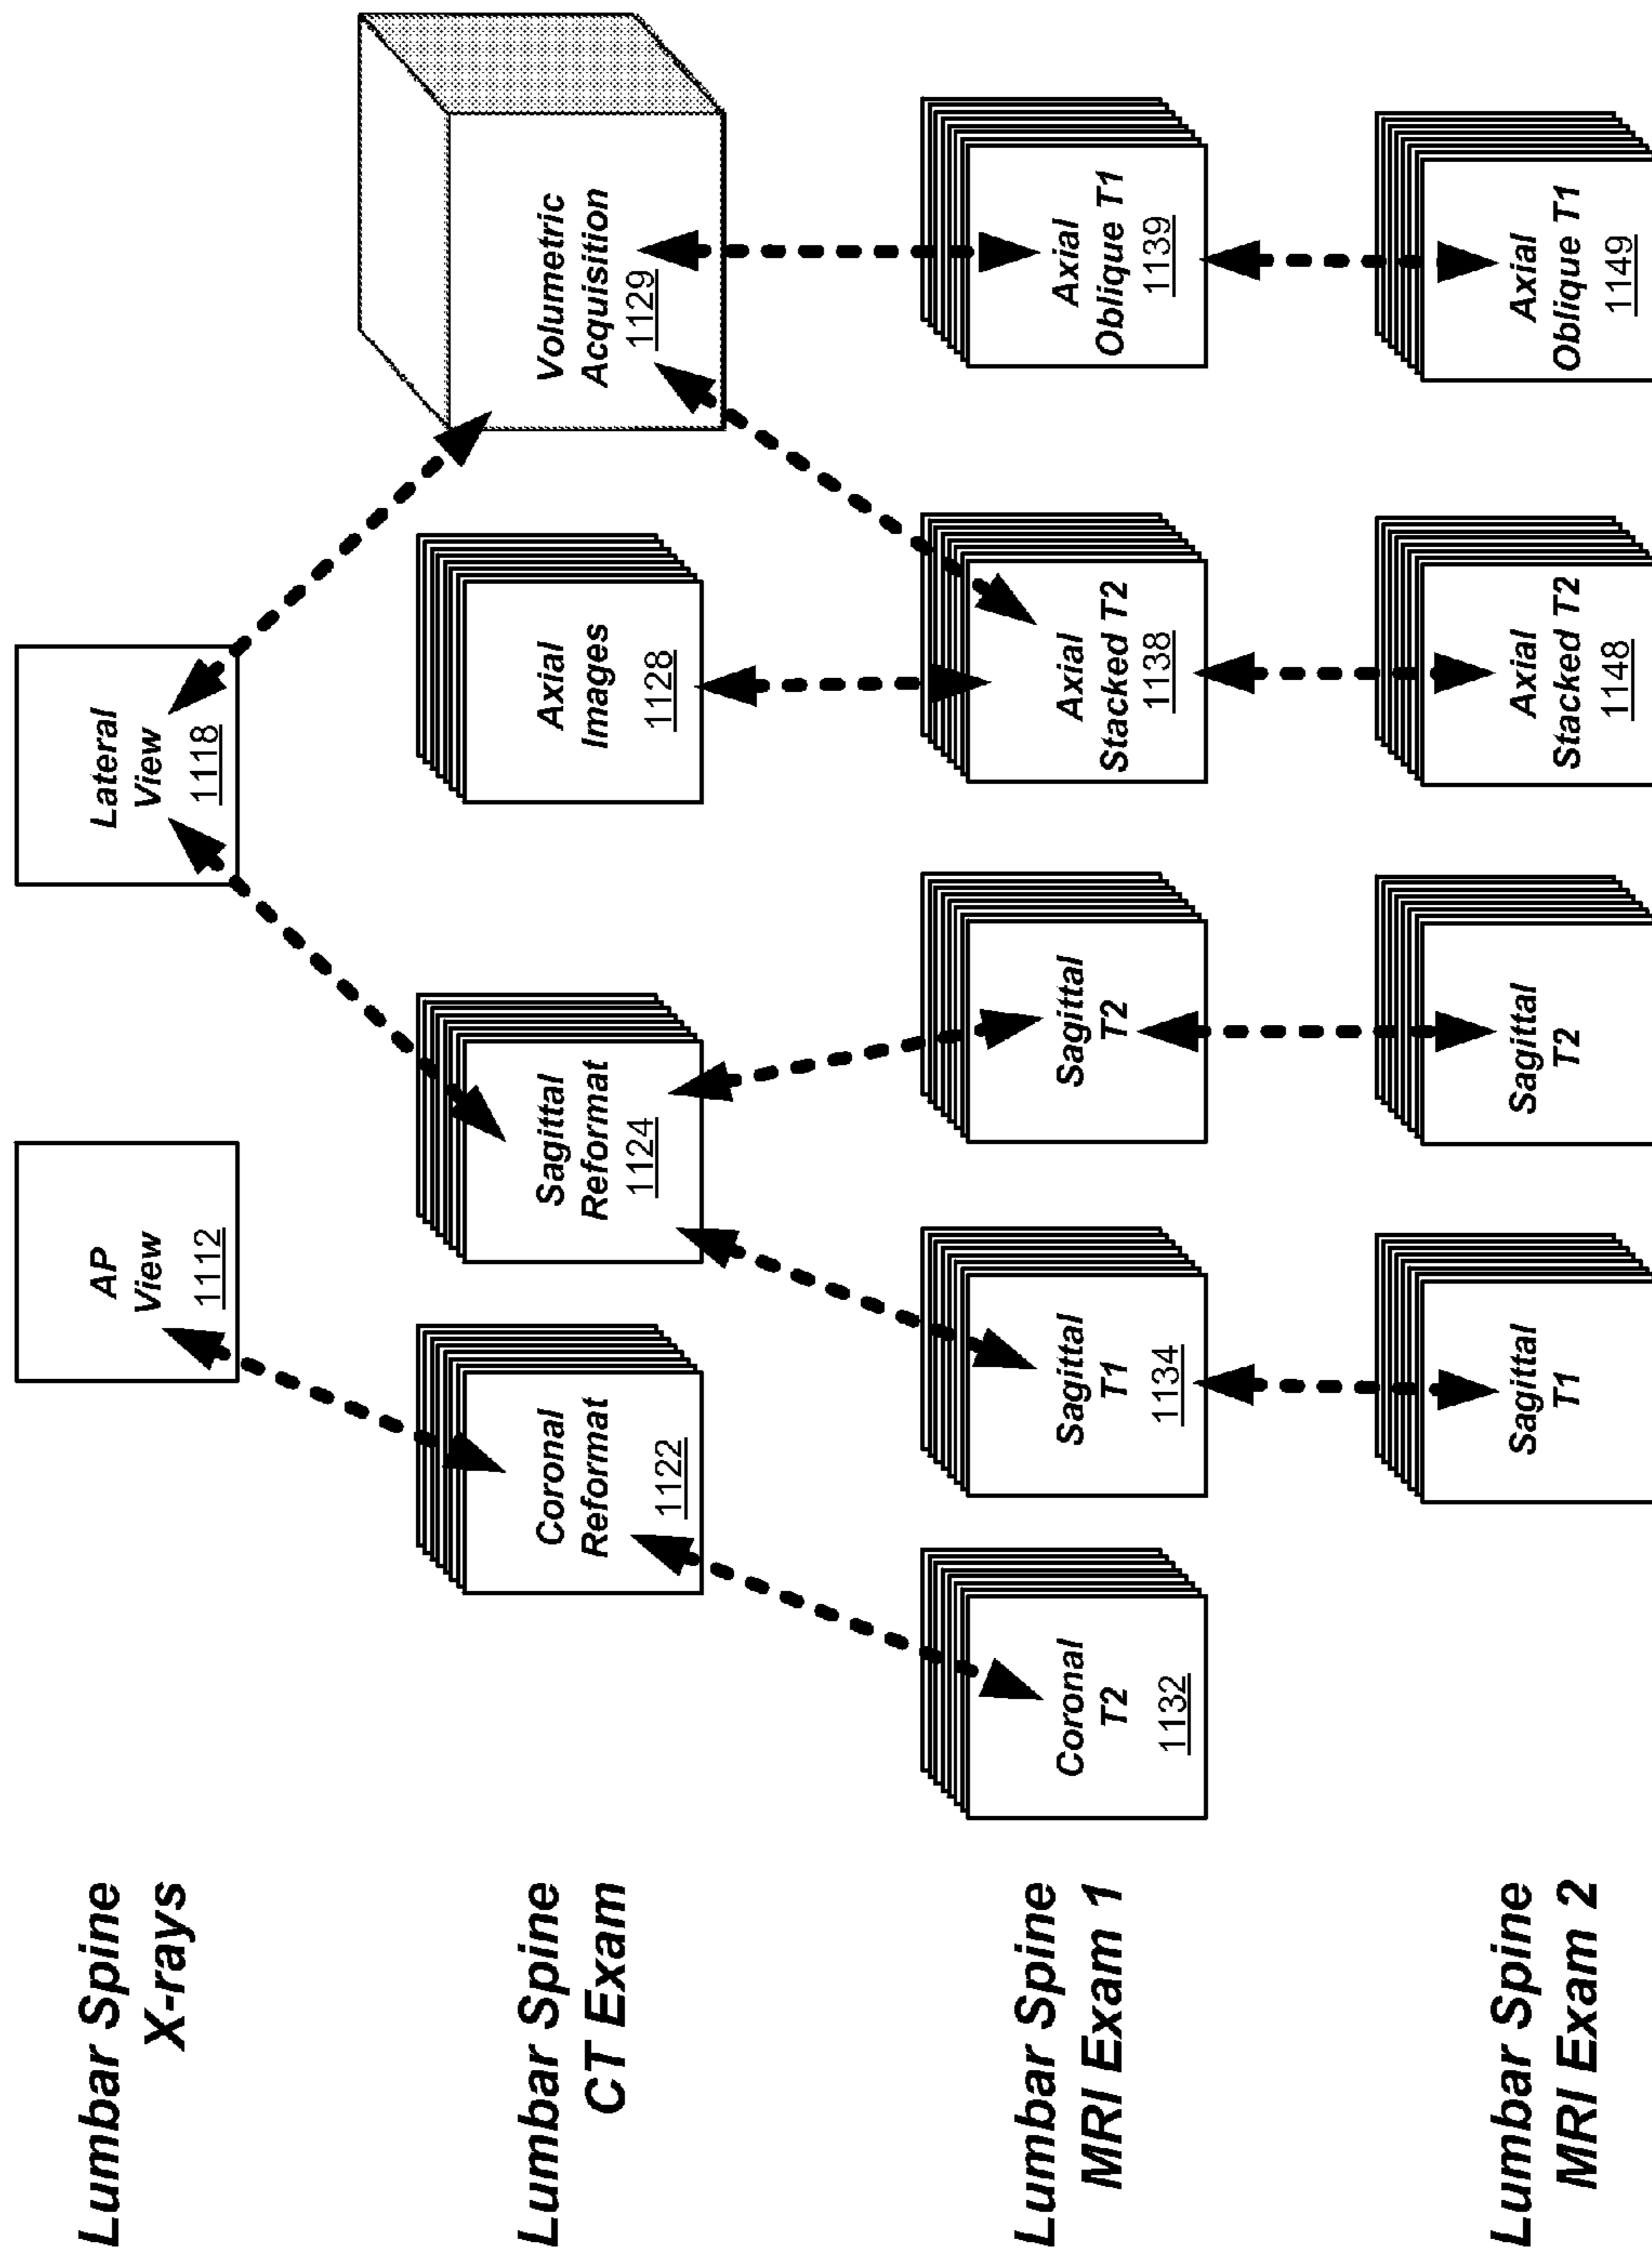 Lumbar Spine
X-rays
AP
View
1112
Lateral
View
1118
Lumbar Spine
CT Exam
Coronal
Reformat
1122
Sagittal
Reformat
1124
Axial
Images
1128
Volumetric
Acquisition
1129
Lumbar Spine
MRI Exam 1
Coronal
T2
1132
Sagittal
T1
1134
Sagittal
T2
Axial
Stacked T2
1138
Axial
Oblique T1
1139
Lumbar Spine
MRI Exam 2
Sagittal
T1
Sagittal
T2
Axial
Stacked T2
1148
Axial
Oblique T1
1149